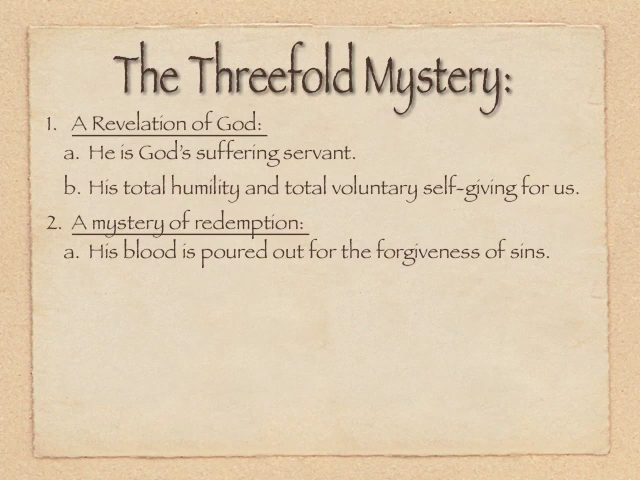 The Threefold Mystery:
1. A Revelation of God:
a. He is God's suffering servant.
b. His total humility and total voluntary self-giving for us.
2. A mystery of redemption:
a. His blood is poured out for the forgiveness of sins.